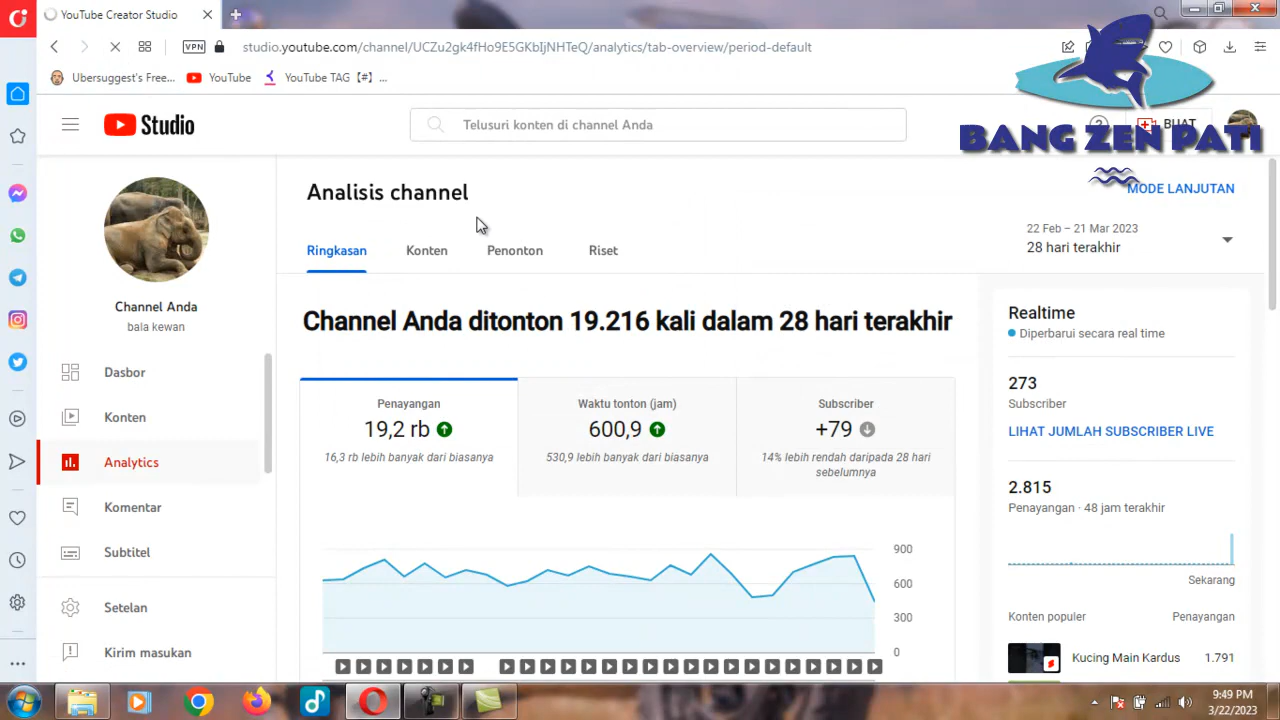 YouTube Creator Studio
VPN
studio.youtube.com/channel/UCZu2gk4fHo9E5GKbIjNHTeQ/analytics/tab-overview/period-default
Ubersuggest's Free...
YouTube
YouTube TAG【#】...
Studio
Telusuri konten di channel Anda
BUAT
BANG ZEN PATI
Analisis channel
MODE LANJUTAN
22 Feb – 21 Mar 2023
28 hari terakhir
Ringkasan
Konten
Penonton
Riset
Channel Anda
bala kewan
Dasbor
Konten
Analytics
Komentar
Subtitel
Setelan
Kirim masukan
Channel Anda ditonton 19.216 kali dalam 28 hari terakhir
Penayangan
19,2 rb
16,3 rb lebih banyak dari biasanya
Waktu tonton (jam)
600,9
530,9 lebih banyak dari biasanya
Subscriber
+79
14% lebih rendah daripada 28 hari
sebelumnya
900
600
300
0
Realtime
Diperbarui secara real time
273
Subscriber
LIHAT JUMLAH SUBSCRIBER LIVE
2.815
Penayangan · 48 jam terakhir
Sekarang
Konten populer
Penayangan
Kucing Main Kardus
1.791
9:49 PM
3/22/2023